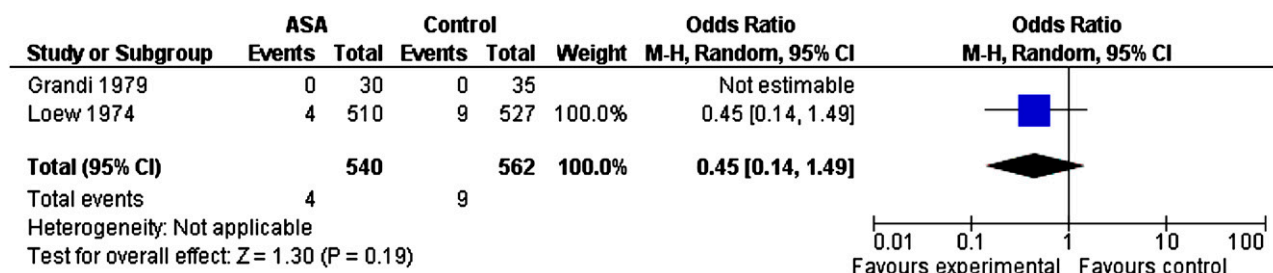 ASA Control Odds Ratio Odds Ratio
Study or Subgroup Events Total Events Total Weight M-H, Random, 95% CI M-H, Random, 95% CI
Grandi 1979 0 30 0 35 Not estimable
Loew 1974 4 510 9 527 100.0% 0.45 [0.14, 1.49]
Total (95% CI) 540 562 100.0% 0.45 [0.14, 1.49]
Total events 4 9
Heterogeneity: Not applicable
Test for overall effect: Z = 1.30 (P = 0.19)
0.01 0.1 1 10 100
Favours experimental Favours control